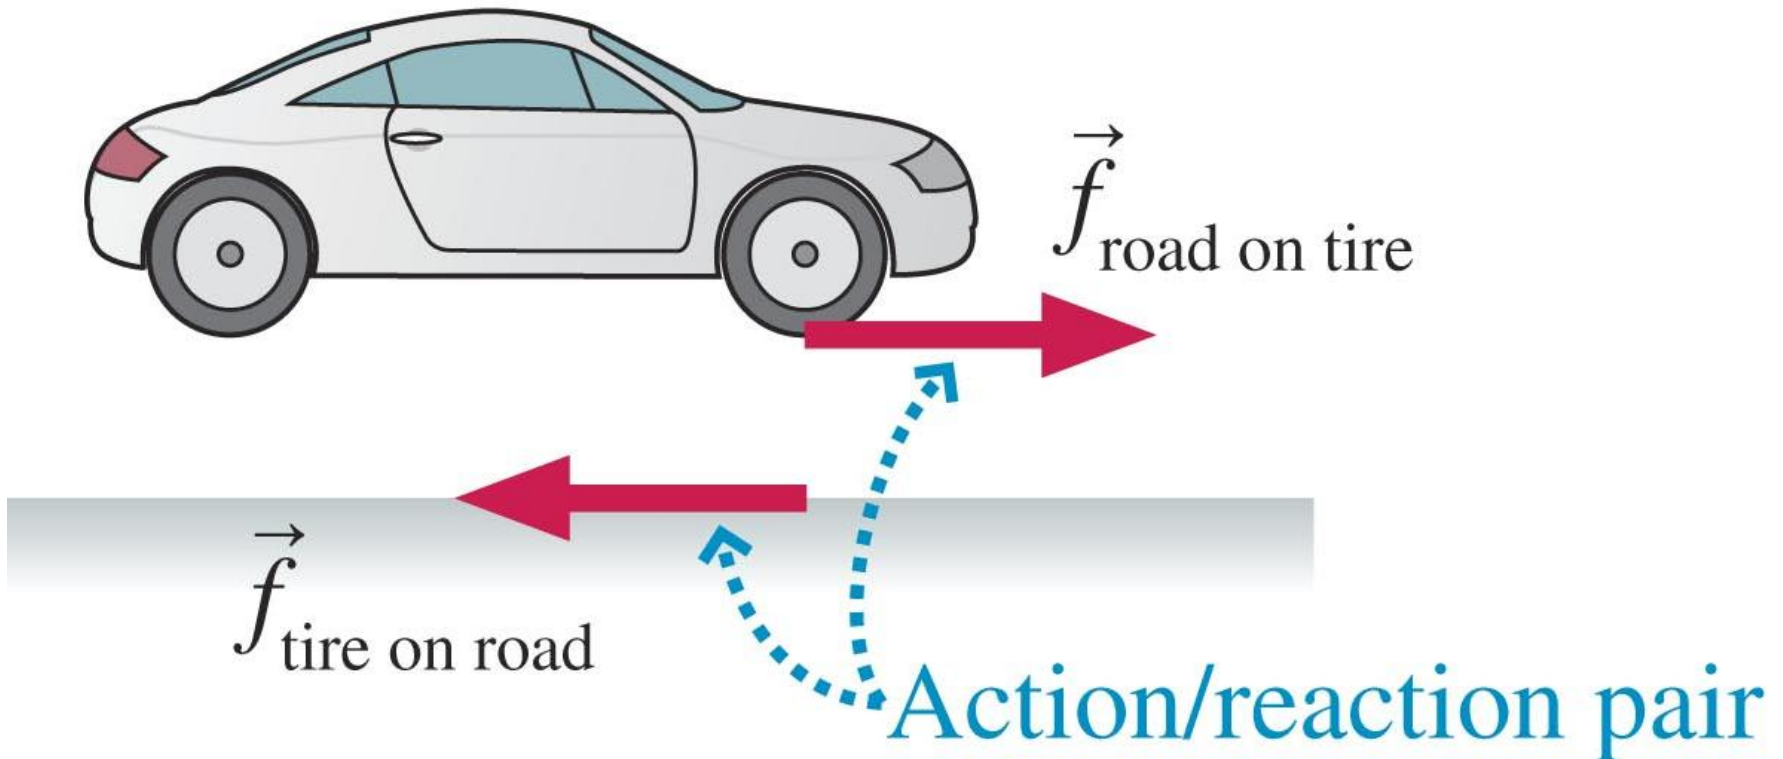 f⃗ road on tire
f⃗ tire on road
Action/reaction pair